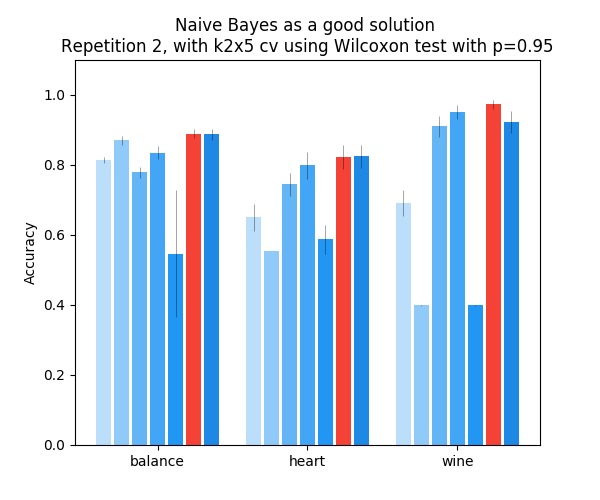 Naive Bayes as a good solution
Repetition 2, with k2x5 cv using Wilcoxon test with p=0.95
1.0
0.8
0.6
0.4
0.2
0.0
Accuracy
balance heart wine